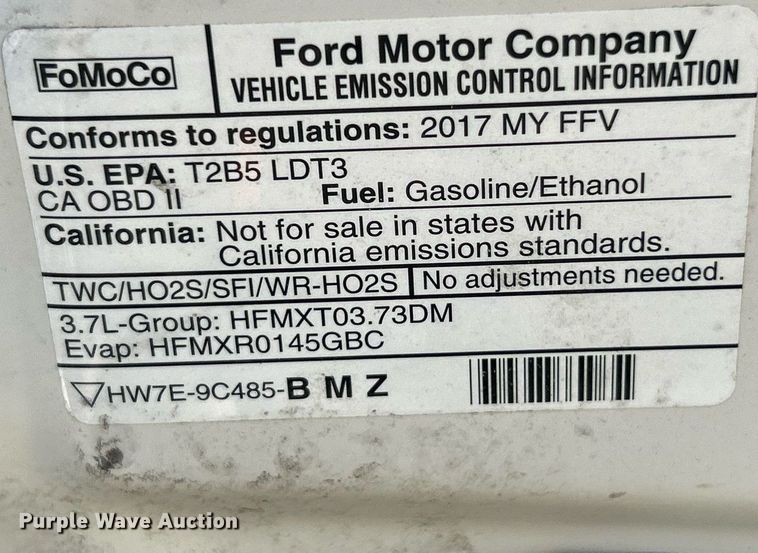 FoMoCo
Ford Motor Company
VEHICLE EMISSION CONTROL INFORMATION
Conforms to regulations: 2017 MY FFV
U.S. EPA: T2B5 LDT3
CA OBD II Fuel: Gasoline/Ethanol
California: Not for sale in states with
California emissions standards.
TWC/HO2S/SFI/WR-HO2S No adjustments needed.
3.7L-Group: HFMXT03.73DM
Evap: HFMXR0145GBC
HW7E-9C485-B M Z
Purple Wave Auction